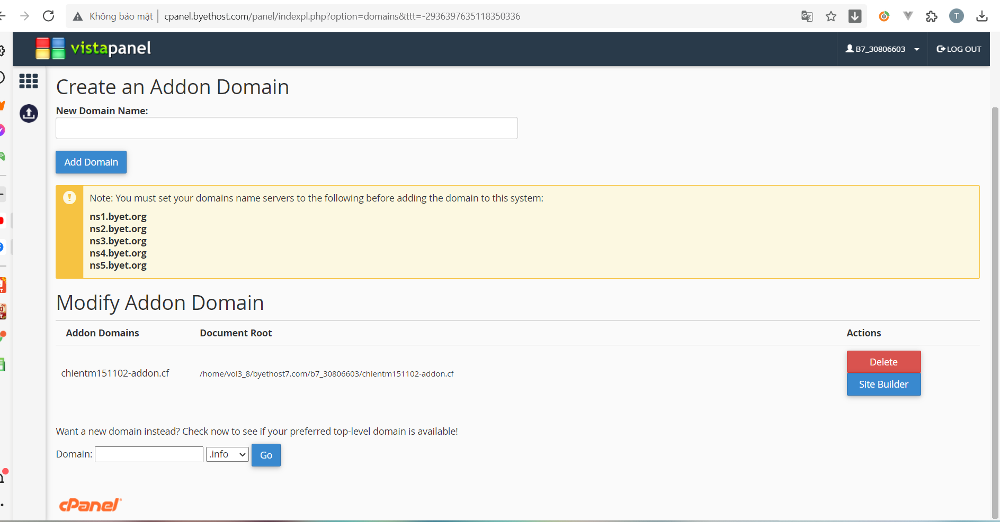 Không bảo mật
cpanel.byethost.com/panel/indexpl.php?option=domains&ttt=-2936397635118350336
T
vistapanel
B7_30806603
LOG OUT
Create an Addon Domain
New Domain Name:
Add Domain
Note: You must set your domains name servers to the following before adding the domain to this system:
ns1.byet.org
ns2.byet.org
ns3.byet.org
ns4.byet.org
ns5.byet.org
Modify Addon Domain
Addon Domains Document Root Actions
chientm151102-addon.cf /home/vol3_8/byethost7.com/b7_30806603/chientm151102-addon.cf
Delete
Site Builder
Want a new domain instead? Check now to see if your preferred top-level domain is available!
Domain: .info Go
cPanel